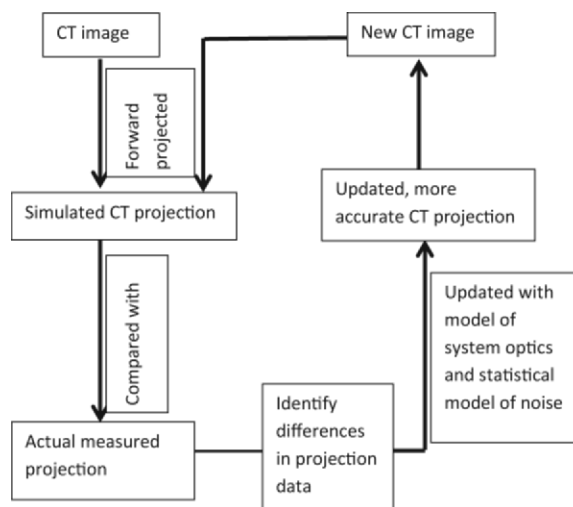 CT image
New CT image
Forward
projected
Simulated CT projection
Updated, more
accurate CT projection
Compared with
Updated with
model of
system optics
and statistical
model of noise
Actual measured
projection
Identify
differences
in projection
data